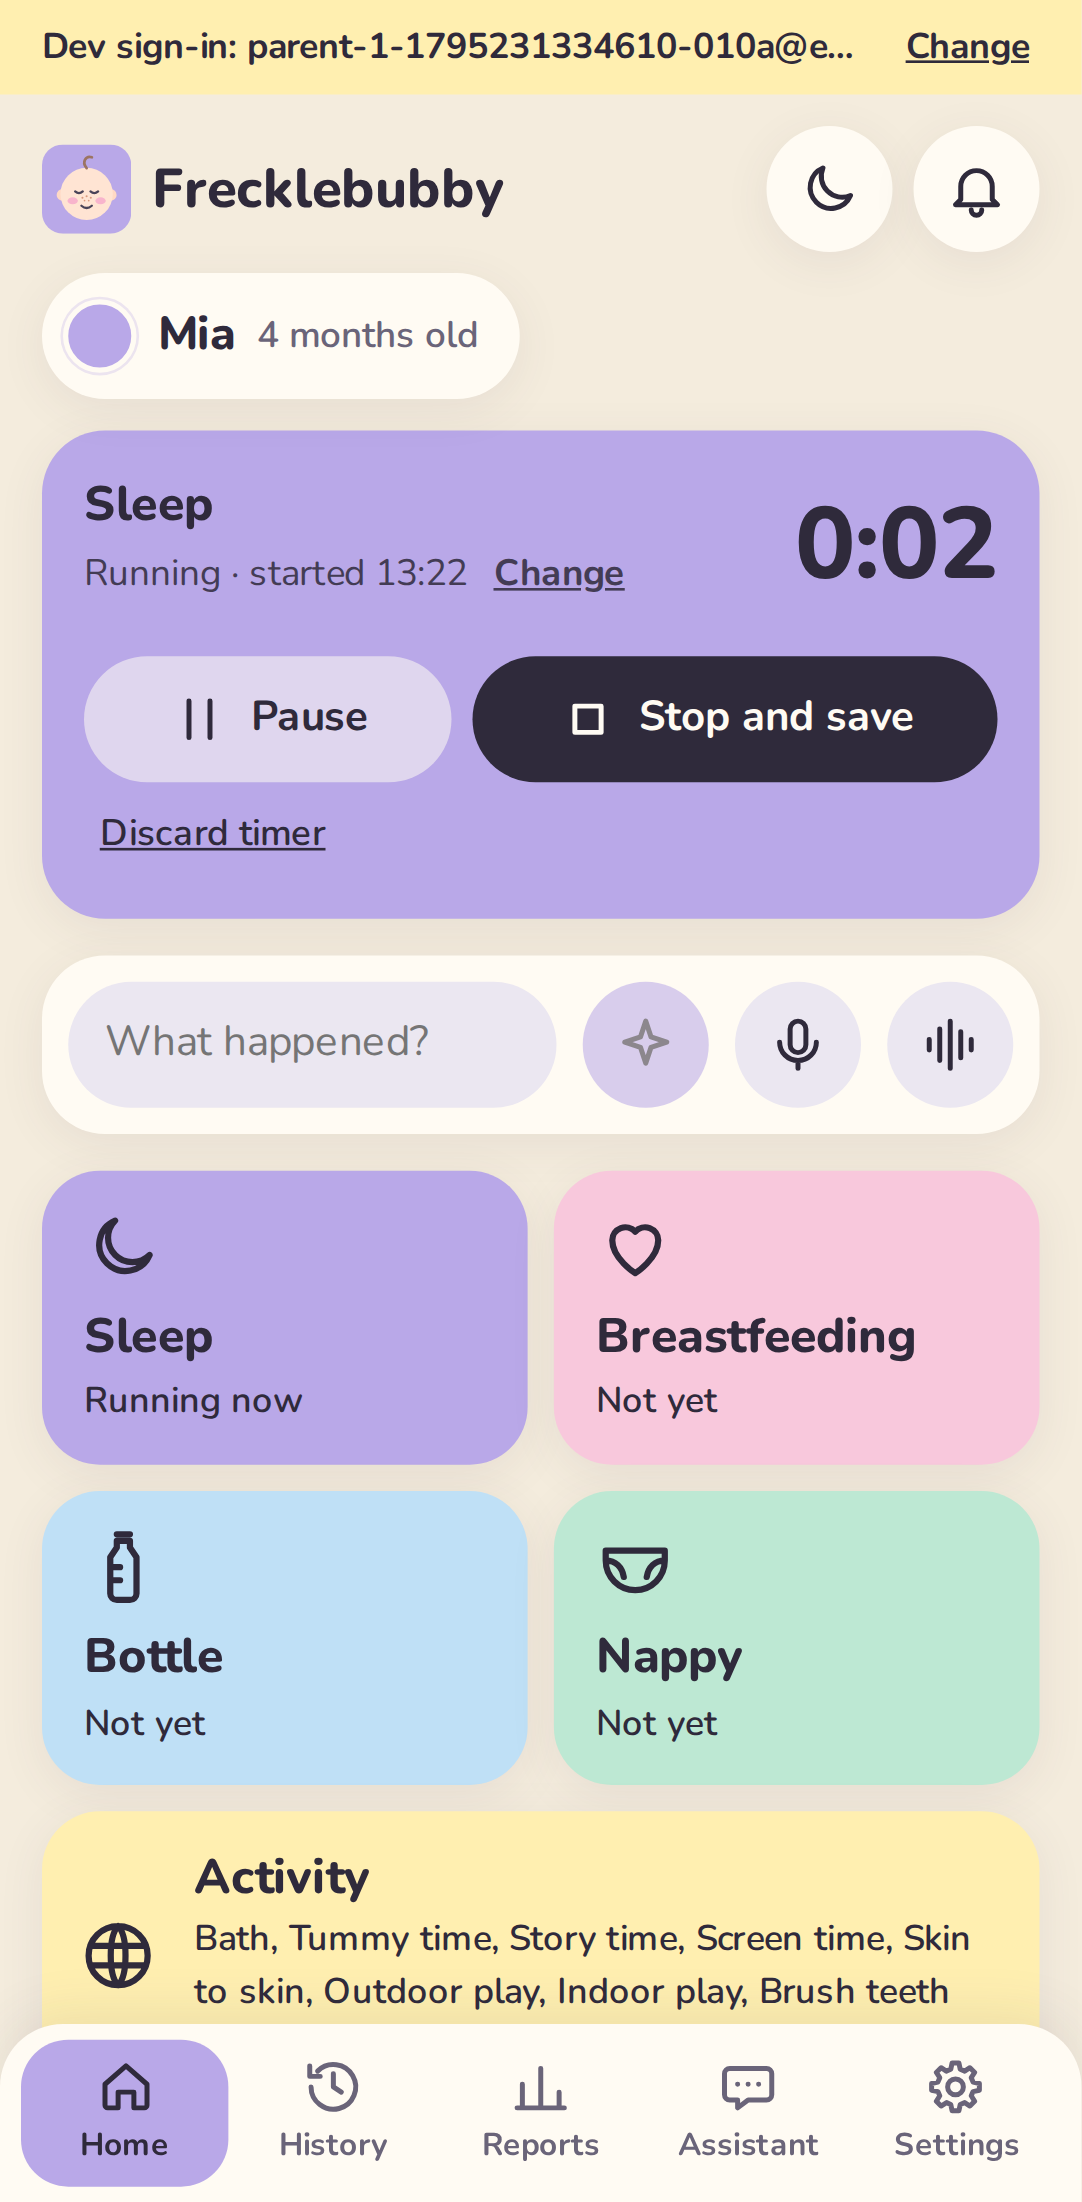 Dev sign-in: parent-1-1795231334610-010a@e... Change
Frecklebubby
Mia 4 months old
Sleep
0:02
Running · started 13:22 Change
Pause
Stop and save
Discard timer
What happened?
Sleep
Running now
Breastfeeding
Not yet
Bottle
Not yet
Nappy
Not yet
Activity
Bath, Tummy time, Story time, Screen time, Skin
to skin, Outdoor play, Indoor play, Brush teeth
Home
History
Reports
Assistant
Settings